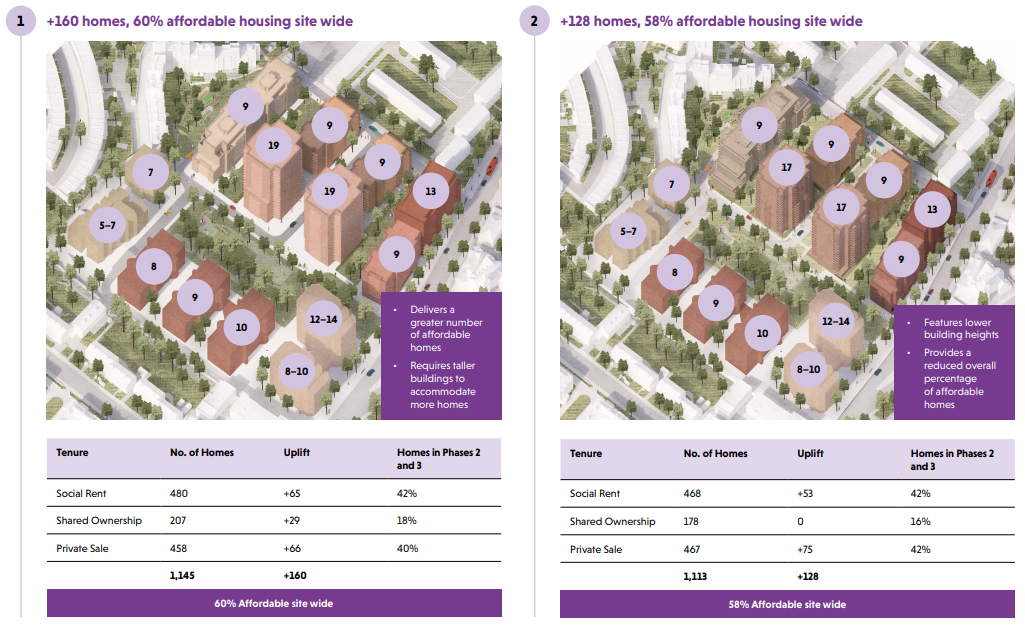 1
+160 homes, 60% affordable housing site wide
9
9
19
9
7
19
13
5–7
9
8
9
12–14
10
8–10
• Delivers a
greater number
of affordable
homes
• Requires taller
buildings to
accommodate
more homes
Tenure No. of Homes Uplift Homes in Phases 2
and 3
Social Rent 480 +65 42%
Shared Ownership 207 +29 18%
Private Sale 458 +66 40%
1,145 +160
60% Affordable site wide
2
+128 homes, 58% affordable housing site wide
9
9
17
9
7
17
13
5–7
9
8
9
12–14
10
8–10
• Features lower
building heights
• Provides a
reduced overall
percentage
of affordable
homes
Tenure No. of Homes Uplift Homes in Phases 2
and 3
Social Rent 468 +53 42%
Shared Ownership 178 0 16%
Private Sale 467 +75 42%
1,113 +128
58% Affordable site wide